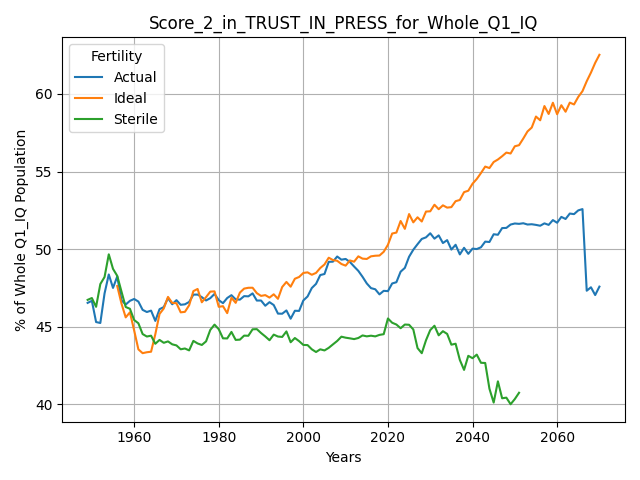 Score_2_in_TRUST_IN_PRESS_for_Whole_Q1_IQ
Fertility
Actual
Ideal
Sterile
% of Whole Q1_IQ Population
60
55
50
45
40
1960 1980 2000 2020 2040 2060
Years